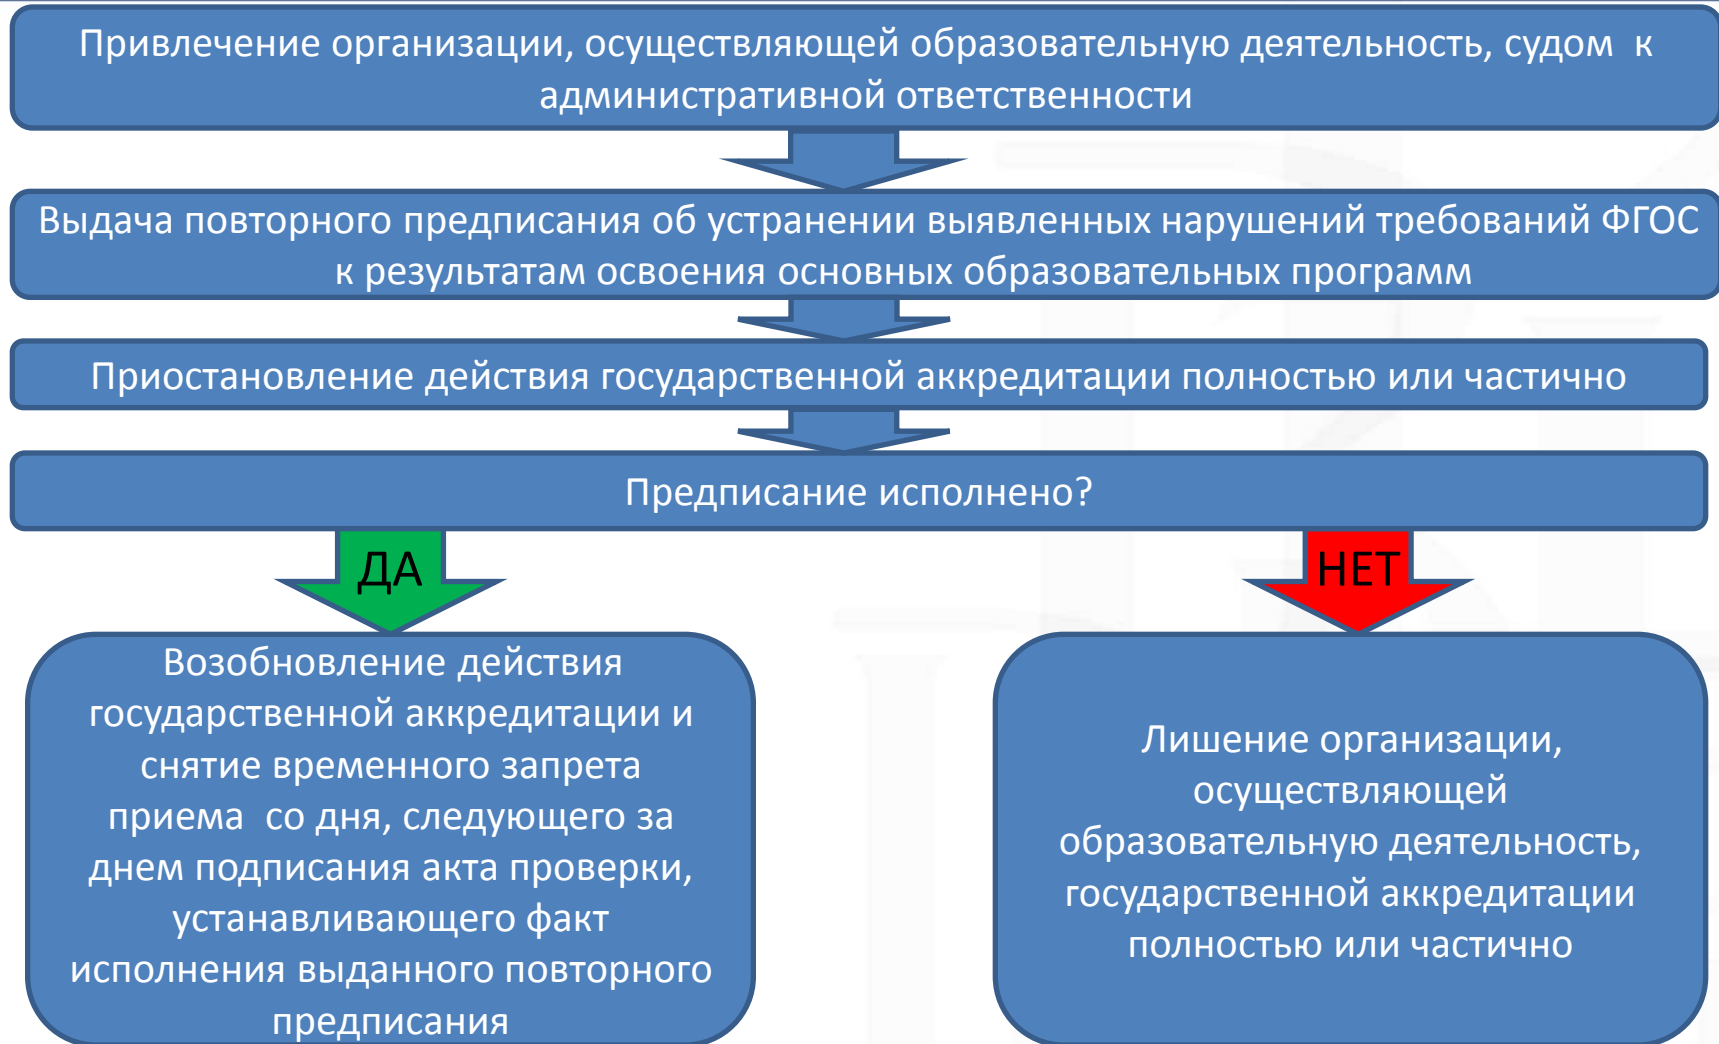 Привлечение организации, осуществляющей образовательную деятельность, судом к
административной ответственности
Выдача повторного предписания об устранении выявленных нарушений требований ФГОС
к результатам освоения основных образовательных программ
Приостановление действия государственной аккредитации полностью или частично
Предписание исполнено?
ДА
НЕТ
Возобновление действия
государственной аккредитации и
снятие временного запрета
приема со дня, следующего за
днем подписания акта проверки,
устанавливающего факт
исполнения выданного повторного
предписания
Лишение организации,
осуществляющей
образовательную деятельность,
государственной аккредитации
полностью или частично